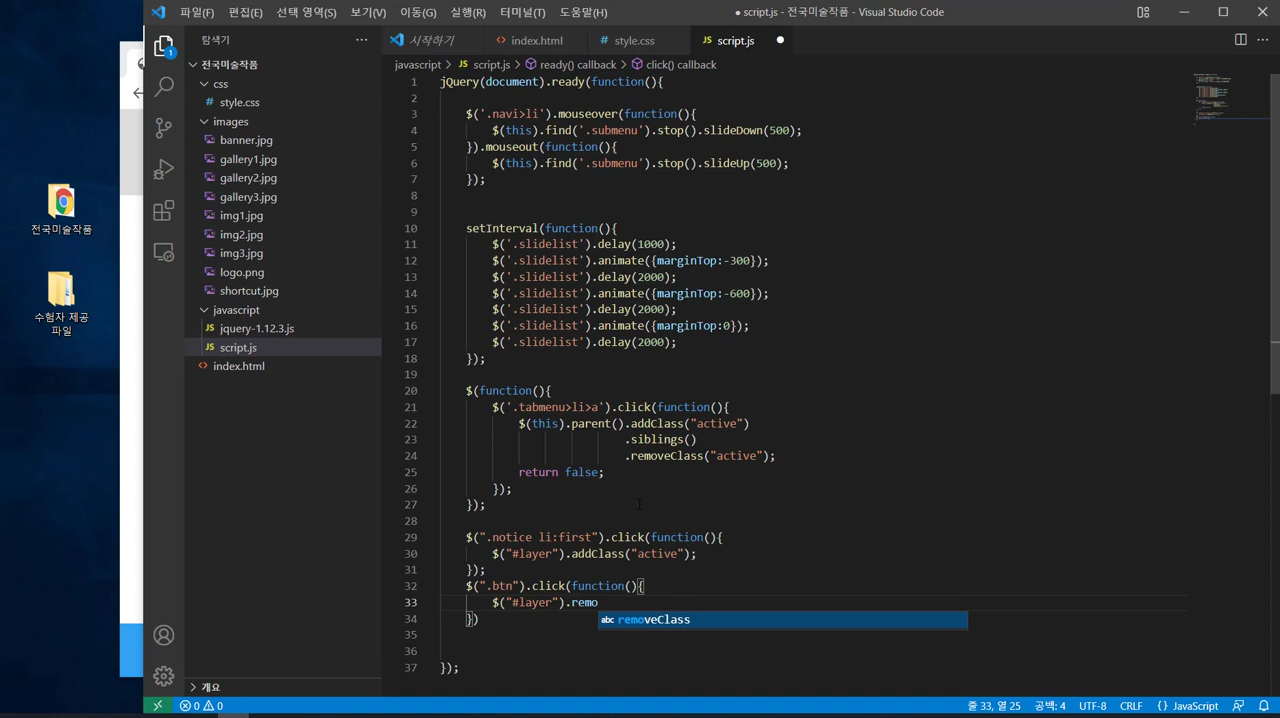 파일(F) 편집(E) 선택 영역(S) 보기(V) 이동(G) 실행(R) 터미널(T) 도움말(H)
● script.js - 전국미술작품 - Visual Studio Code
탐색기
시작하기
index.html
style.css
script.js
javascript > script.js > ready() callback > click() callback
전국미술작품
css
style.css
images
banner.jpg
gallery1.jpg
gallery2.jpg
gallery3.jpg
img1.jpg
img2.jpg
img3.jpg
logo.png
shortcut.jpg
javascript
jquery-1.12.3.js
script.js
index.html
개요
1
전국미술작품
수험자 제공
파일
1 jQuery(document).ready(function(){
2
3 $('.navi>li').mouseover(function(){
4 $(this).find('.submenu').stop().slideDown(500);
5 }).mouseout(function(){
6 $(this).find('.submenu').stop().slideUp(500);
7 });
8
9
10 setInterval(function(){
11 $('.slidelist').delay(1000);
12 $('.slidelist').animate({marginTop:-300});
13 $('.slidelist').delay(2000);
14 $('.slidelist').animate({marginTop:-600});
15 $('.slidelist').delay(2000);
16 $('.slidelist').animate({marginTop:0});
17 $('.slidelist').delay(2000);
18 });
19
20 $(function(){
21 $('.tabmenu>li>a').click(function(){
22 $(this).parent().addClass("active")
23 .siblings()
24 .removeClass("active");
25 return false;
26 });
27 });
28
29 $(".notice li:first").click(function(){
30 $("#layer").addClass("active");
31 });
32 $(".btn").click(function(){
33 $("#layer").remo
abc removeClass
34 })
35
36
37 });
0 0
줄 33, 열 25 공백: 4 UTF-8 CRLF {} JavaScript